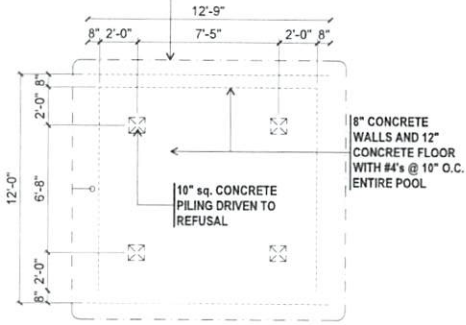 12'-9"
8" 2'-0" 7'-5" 2'-0" 8"
8"
2'-0"
12'-0"
6'-8"
2'-0"
8"
8" CONCRETE
WALLS AND 12"
CONCRETE FLOOR
WITH #4's @ 10" O.C.
ENTIRE POOL
10" sq. CONCRETE
PILING DRIVEN TO
REFUSAL